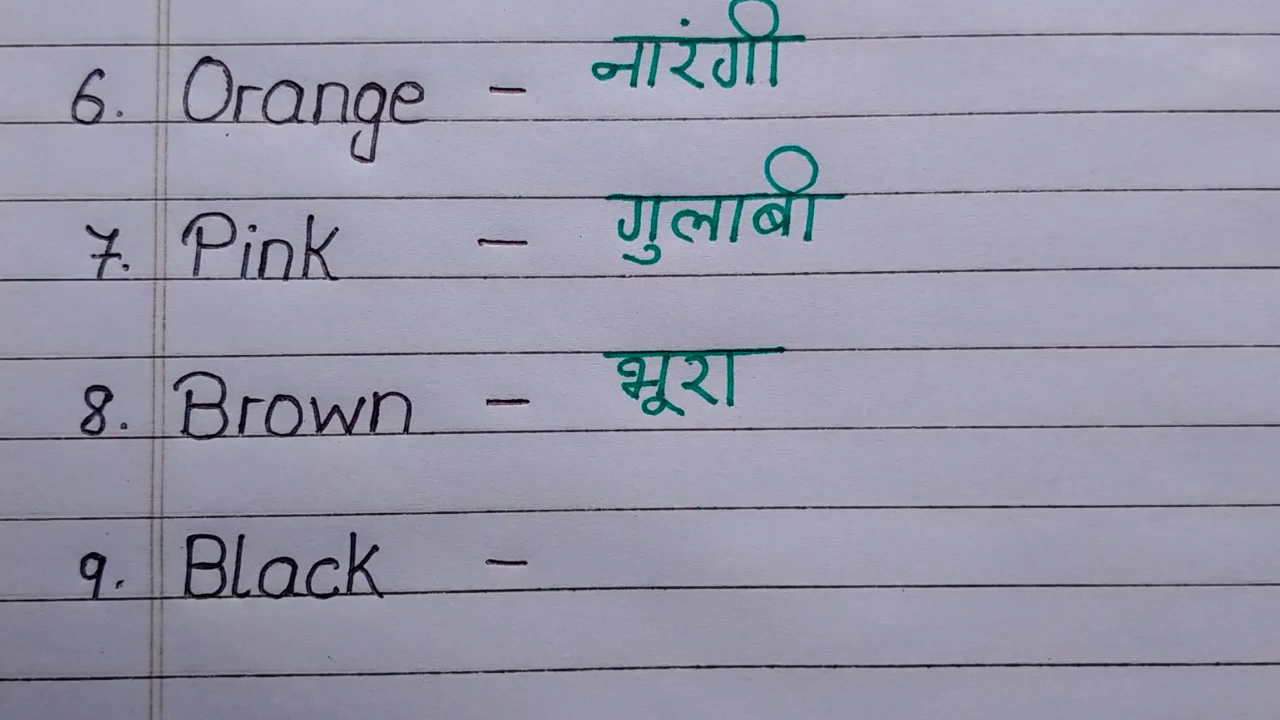 6. Orange - नारंगी
7. Pink - गुलाबी
8. Brown - भूरा
9. Black -